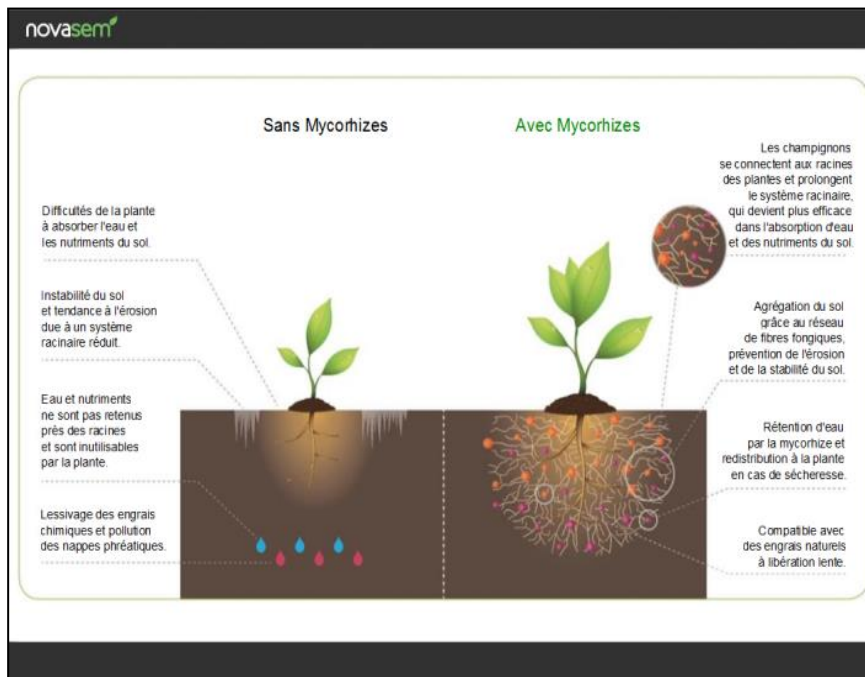 novasem
Sans Mycorhizes
Avec Mycorhizes
Difficultés de la plante
à absorber l'eau et
les nutriments du sol.
Instabilité du sol
et tendance à l'érosion
due à un système
racinaire réduit.
Eau et nutriments
ne sont pas retenus
près des racines
et sont inutilisables
par la plante.
Lessivage des engrais
chimiques et pollution
des nappes phréatiques.
Les champignons
se connectent aux racines
des plantes et prolongent
le système racinaire,
qui devient plus efficace
dans l'absorption d'eau
et des nutriments du sol.
Agrégation du sol
grâce au réseau
de fibres fongiques,
prévention de l'érosion
et de la stabilité du sol.
Rétention d'eau
par la mycorhize et
redistribution à la plante
en cas de sécheresse.
Compatible avec
des engrais naturels
à libération lente.